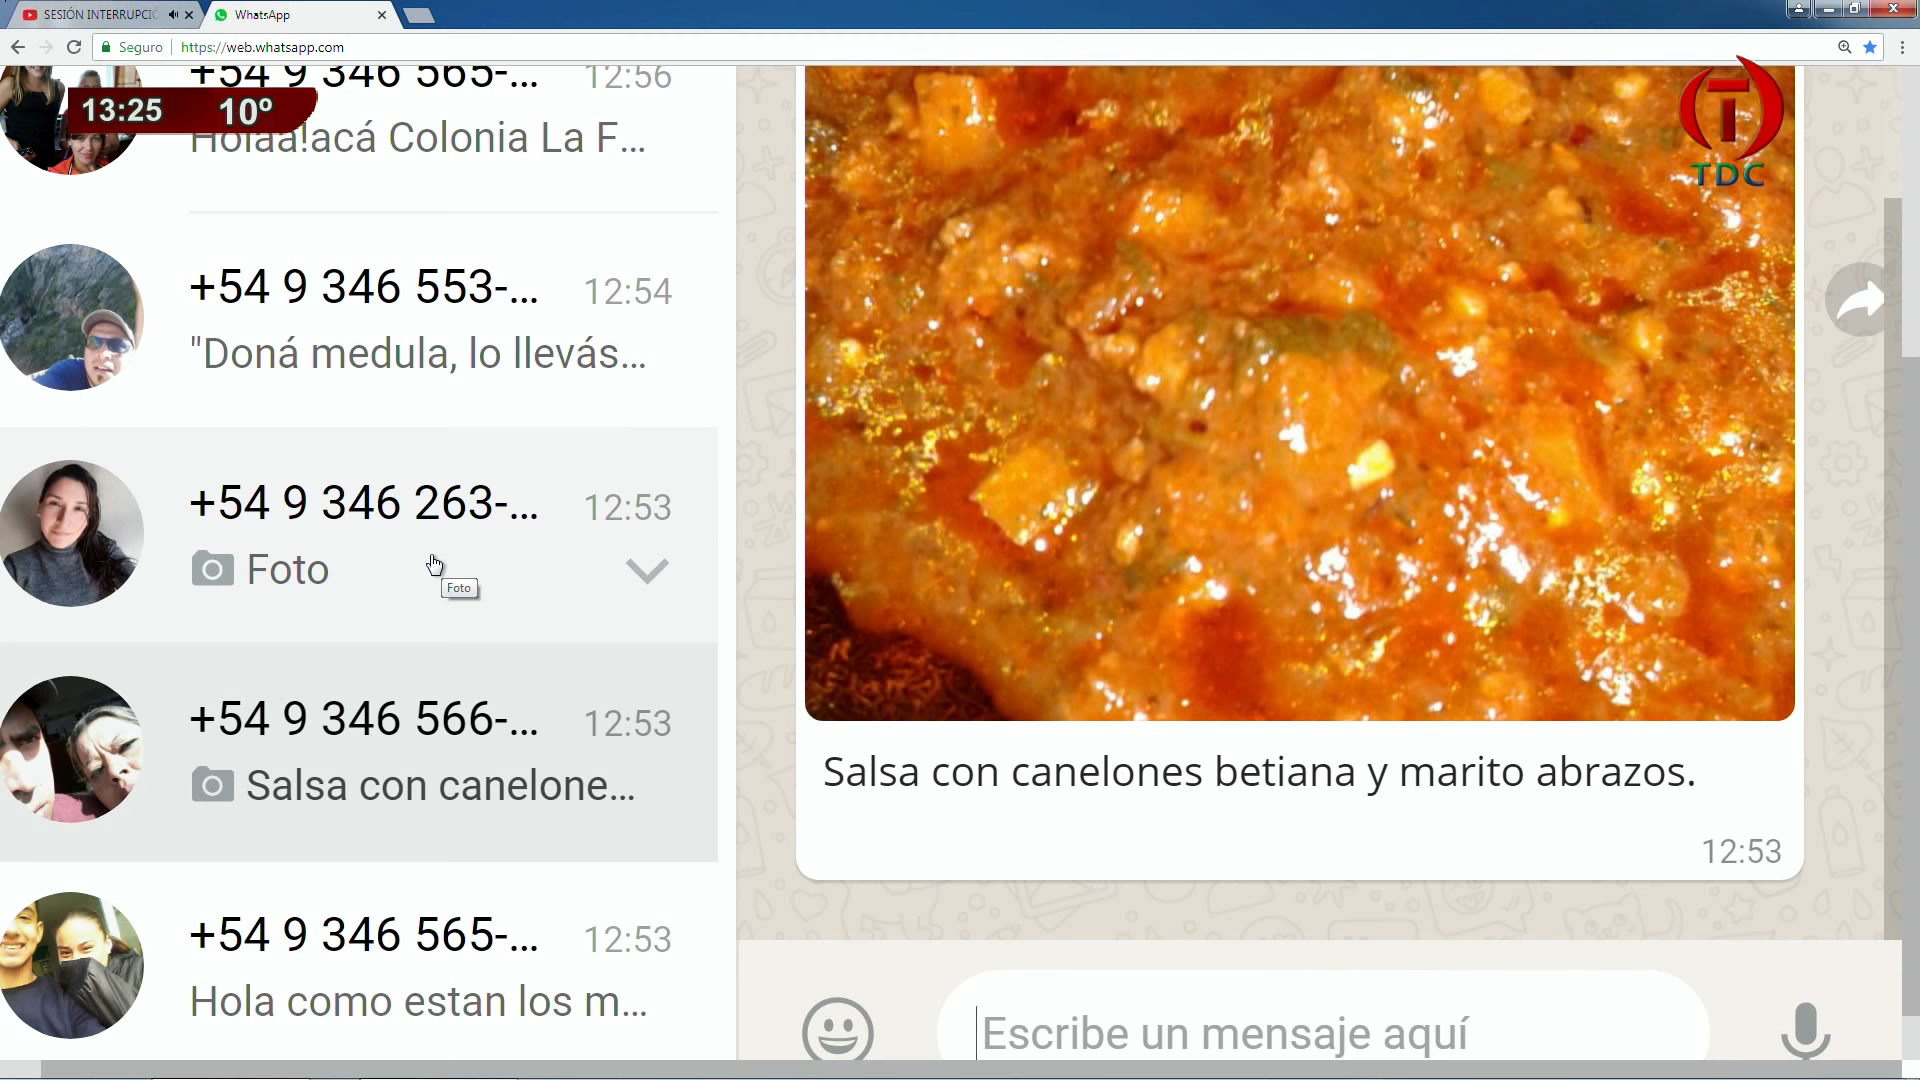 SESIÓN INTERRUPCIÓ
WhatsApp
Seguro
https://web.whatsapp.com
+54 9 346 565-... 12:56
13:25 10º
Holaa!acá Colonia La F...
+54 9 346 553-... 12:54
"Doná medula, lo llevás...
+54 9 346 263-... 12:53
Foto
Foto
+54 9 346 566-... 12:53
Salsa con canelone...
+54 9 346 565-... 12:53
Hola como estan los m...
T
TDC
Salsa con canelones betiana y marito abrazos.
12:53
Escribe un mensaje aquí